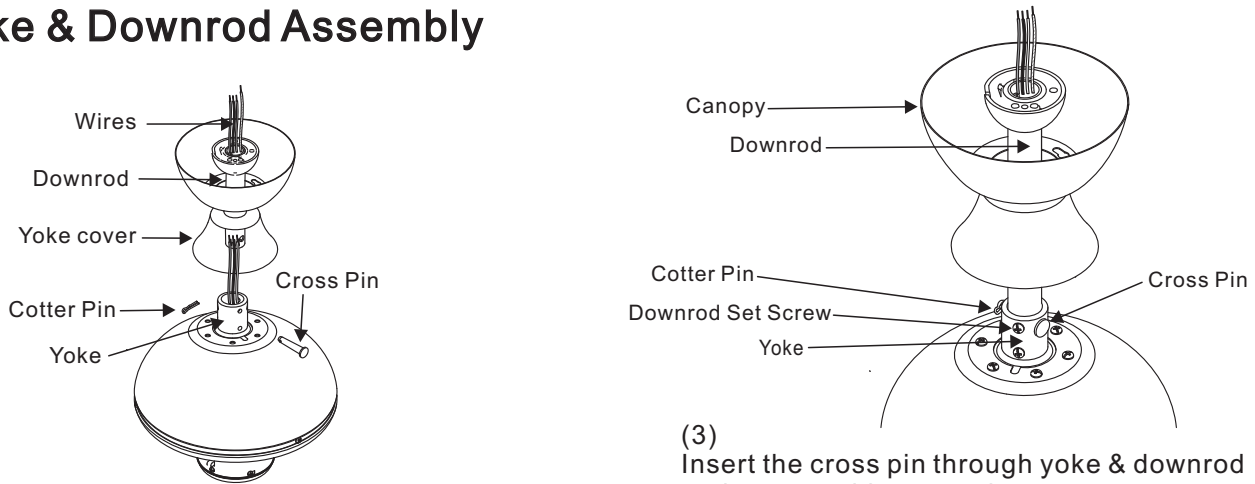 ke & Downrod Assembly
Wires
Downrod
Yoke cover
Cross Pin
Cotter Pin
Yoke
Canopy
Downrod
Cotter Pin
Cross Pin
Downrod Set Screw
Yoke
(3)
Insert the cross pin through yoke & downrod